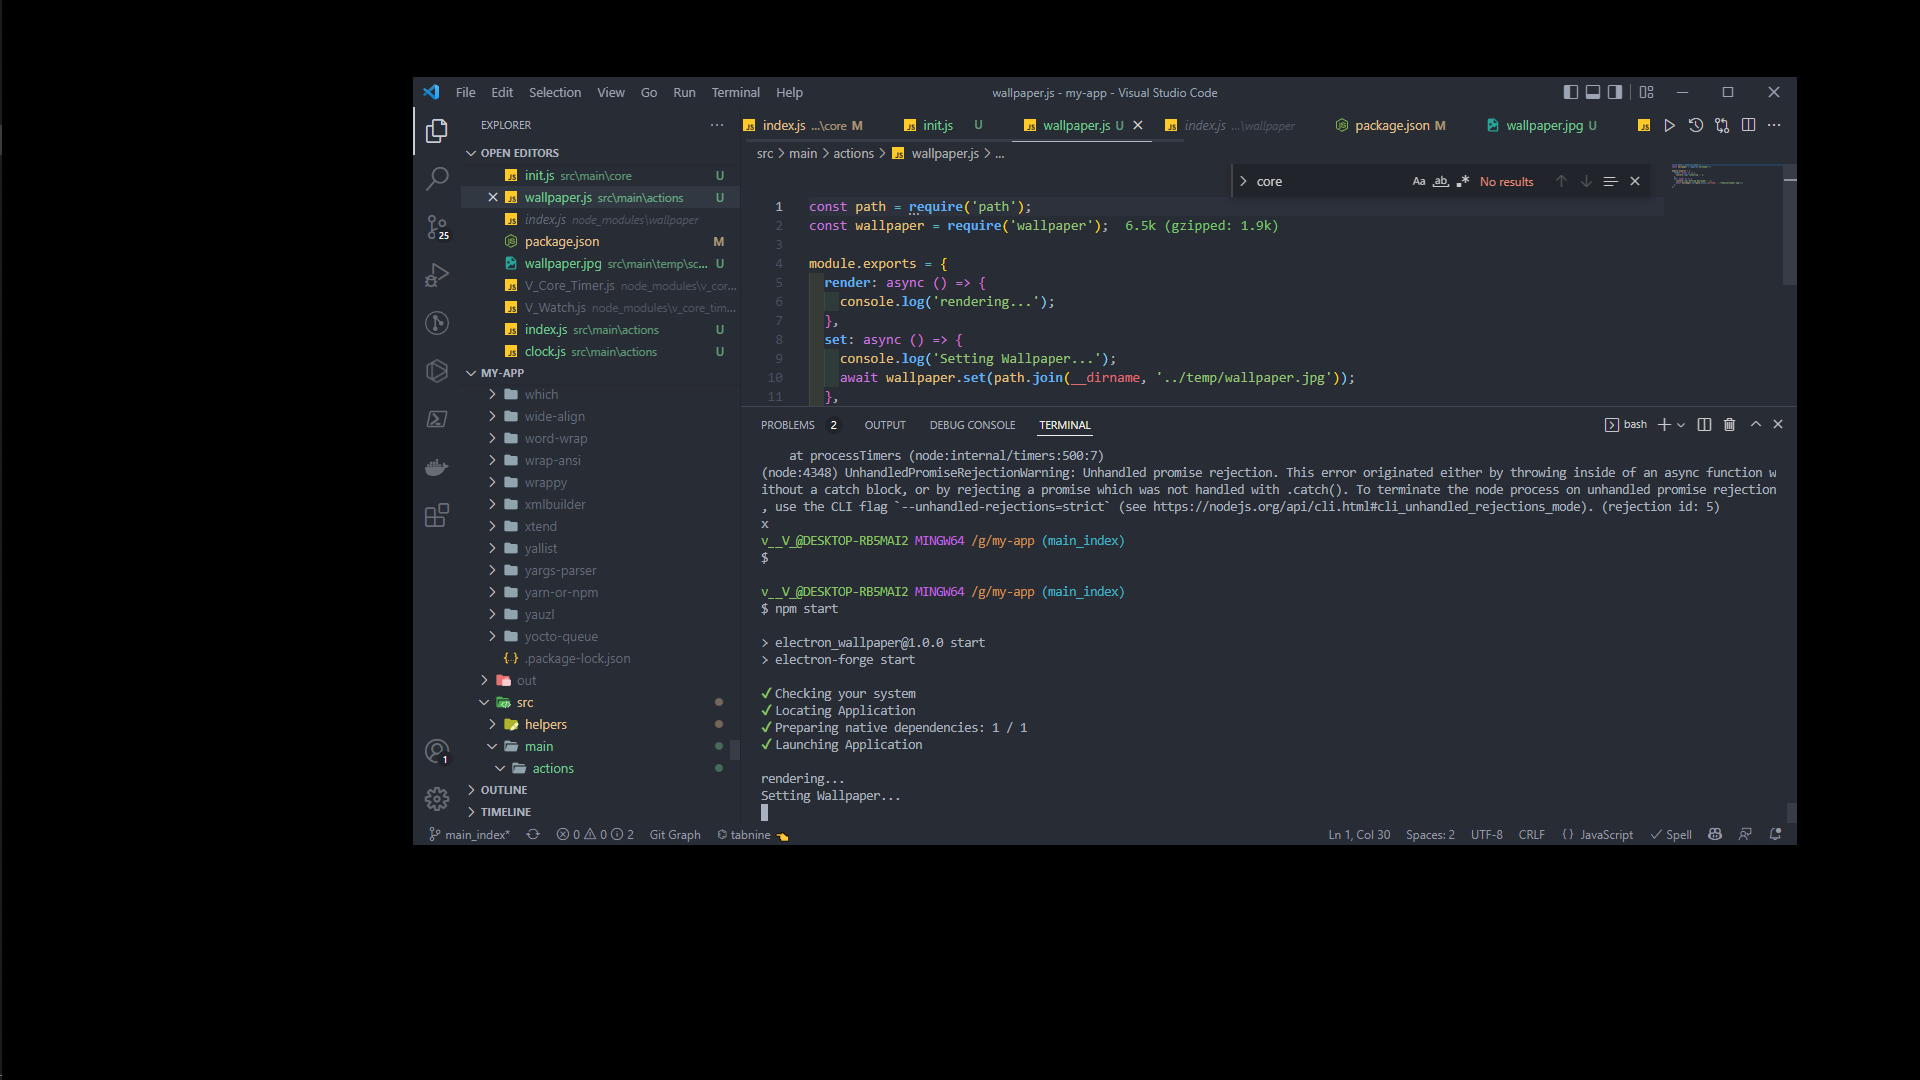 File Edit Selection View Go Run Terminal Help
wallpaper.js - my-app - Visual Studio Code
EXPLORER
index.js ...\core M
init.js U
wallpaper.js U
index.js ...\wallpaper
package.json M
wallpaper.jpg U
OPEN EDITORS
init.js src\main\core U
wallpaper.js src\main\actions U
index.js node_modules\wallpaper
package.json M
wallpaper.jpg src\main\temp\sc... U
V_Core_Timer.js node_modules\v_cor...
V_Watch.js node_modules\v_core_tim...
index.js src\main\actions U
clock.js src\main\actions U
MY-APP
which
wide-align
word-wrap
wrap-ansi
wrappy
xmlbuilder
xtend
yallist
yargs-parser
yarn-or-npm
yauzl
yocto-queue
.package-lock.json
out
src
helpers
main
actions
OUTLINE
TIMELINE
25
1
src > main > actions > wallpaper.js > ...
core
Aa ab, .* No results
1 const path = require('path');
2 const wallpaper = require('wallpaper'); 6.5k (gzipped: 1.9k)
3
4 module.exports = {
5 render: async () => {
6 console.log('rendering...');
7 },
8 set: async () => {
9 console.log('Setting Wallpaper...');
10 await wallpaper.set(path.join(__dirname, '../temp/wallpaper.jpg'));
11 },
PROBLEMS 2 OUTPUT DEBUG CONSOLE TERMINAL
bash
at processTimers (node:internal/timers:500:7)
(node:4348) UnhandledPromiseRejectionWarning: Unhandled promise rejection. This error originated either by throwing inside of an async function w
ithout a catch block, or by rejecting a promise which was not handled with .catch(). To terminate the node process on unhandled promise rejection
, use the CLI flag `--unhandled-rejections=strict` (see https://nodejs.org/api/cli.html#cli_unhandled_rejections_mode). (rejection id: 5)
x
v__V_@DESKTOP-RB5MAI2 MINGW64 /g/my-app (main_index)
$
v__V_@DESKTOP-RB5MAI2 MINGW64 /g/my-app (main_index)
$ npm start
> electron_wallpaper@1.0.0 start
> electron-forge start
✓ Checking your system
✓ Locating Application
✓ Preparing native dependencies: 1 / 1
✓ Launching Application
rendering...
Setting Wallpaper...
main_index* 0 0 2 Git Graph tabnine
Ln 1, Col 30 Spaces: 2 UTF-8 CRLF {} JavaScript Spell